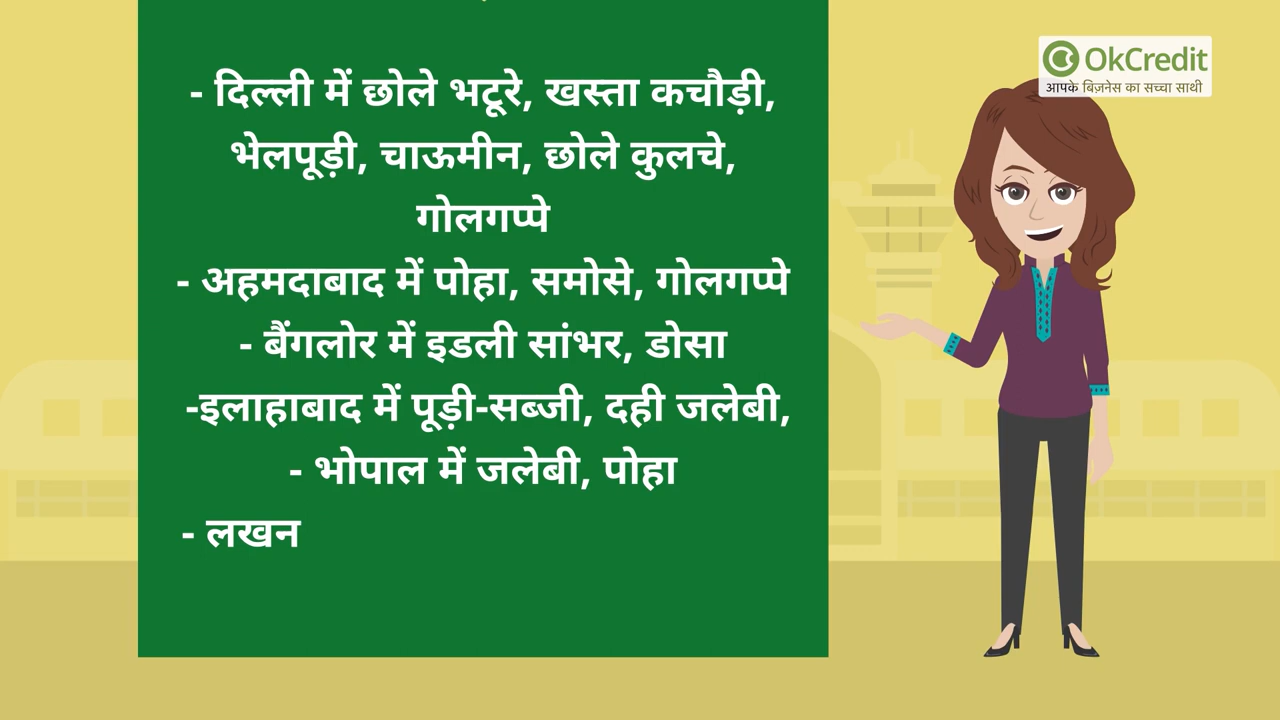 OkCredit
आपके बिज़नेस का सच्चा साथी
- दिल्ली में छोले भटूरे, खस्ता कचौड़ी,
भेलपूड़ी, चाऊमीन, छोले कुलचे,
गोलगप्पे
- अहमदाबाद में पोहा, समोसे, गोलगप्पे
- बैंगलोर में इडली सांभर, डोसा
-इलाहाबाद में पूड़ी-सब्जी, दही जलेबी,
- भोपाल में जलेबी, पोहा
- लखन